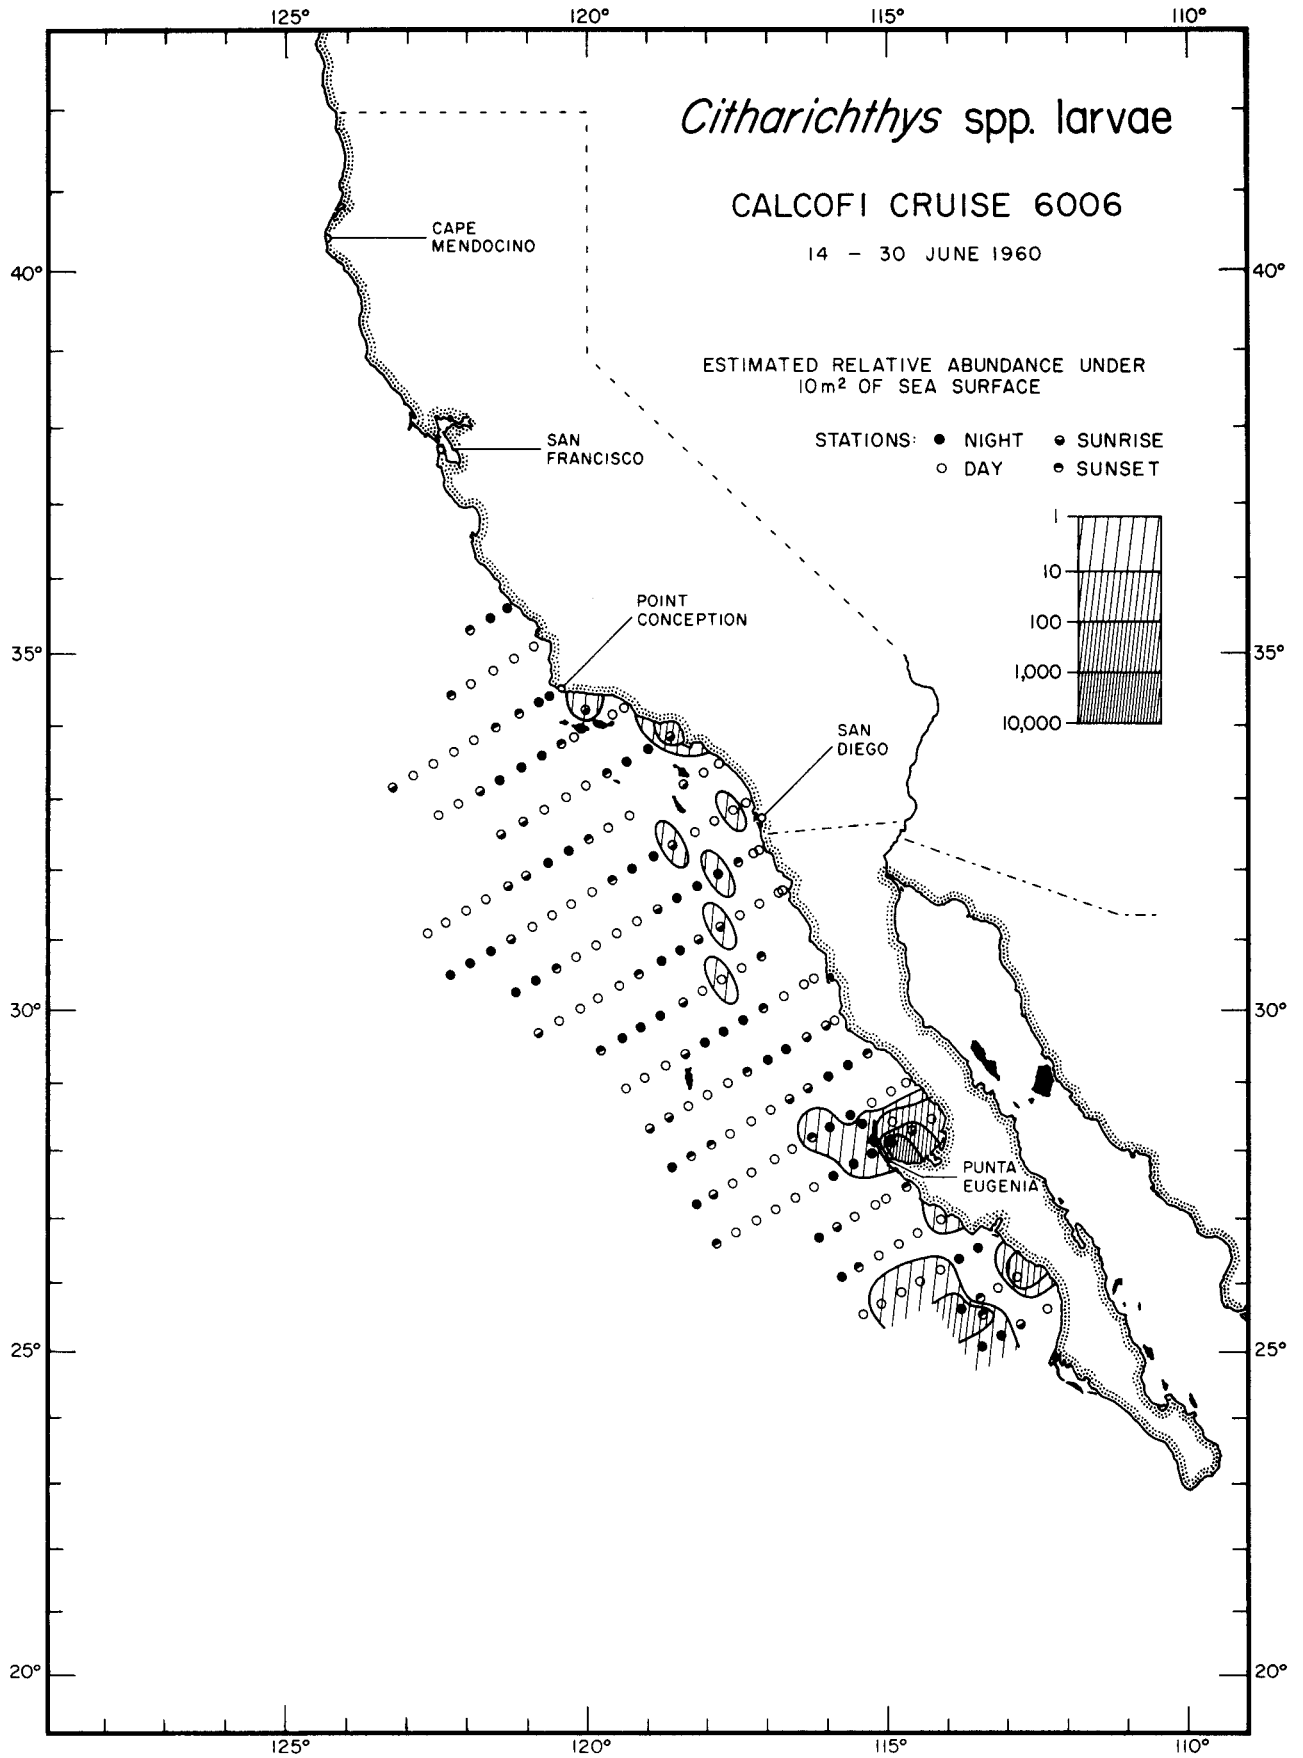 125° 120° 115° 110°
Citharichthys spp. larvae
CALCOFI CRUISE 6006
14 – 30 JUNE 1960
CAPE
MENDOCINO
40° 40°
ESTIMATED RELATIVE ABUNDANCE UNDER
10m² OF SEA SURFACE
STATIONS: NIGHT SUNRISE
DAY SUNSET
SAN
FRANCISCO
1
10
100
1,000
10,000
POINT
CONCEPTION
35° 35°
SAN
DIEGO
30° 30°
PUNTA
EUGENIA
25° 25°
20° 20°
125° 120° 115° 110°